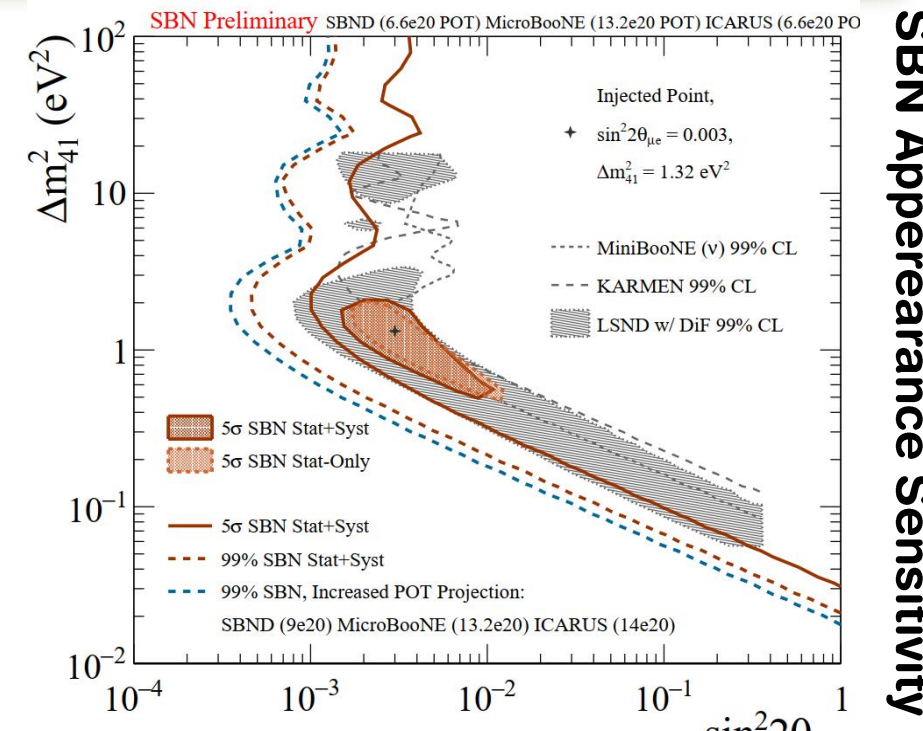 SBN Preliminary SBND (6.6e20 POT) MicroBooNE (13.2e20 POT) ICARUS (6.6e20 PO
SBN Apperearance Sensitivity
Δm²₄₁ (eV²)
10²
10
1
10⁻¹
10⁻²
Injected Point,
sin²2θμe = 0.003,
Δm²₄₁ = 1.32 eV²
MiniBooNE (ν) 99% CL
KARMEN 99% CL
LSND w/ DiF 99% CL
5σ SBN Stat+Syst
5σ SBN Stat-Only
5σ SBN Stat+Syst
99% SBN Stat+Syst
99% SBN, Increased POT Projection:
SBND (9e20) MicroBooNE (13.2e20) ICARUS (14e20)
10⁻⁴ 10⁻³ 10⁻² 10⁻¹ 1